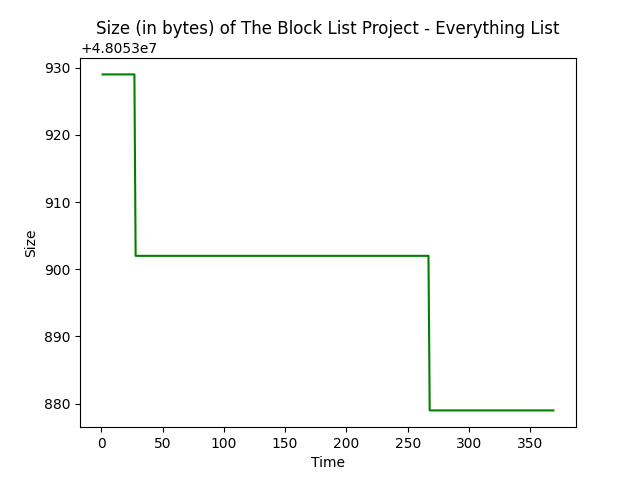 Size (in bytes) of The Block List Project - Everything List
+4.8053e7
930
920
910
900
890
880
Size
0 50 100 150 200 250 300 350
Time